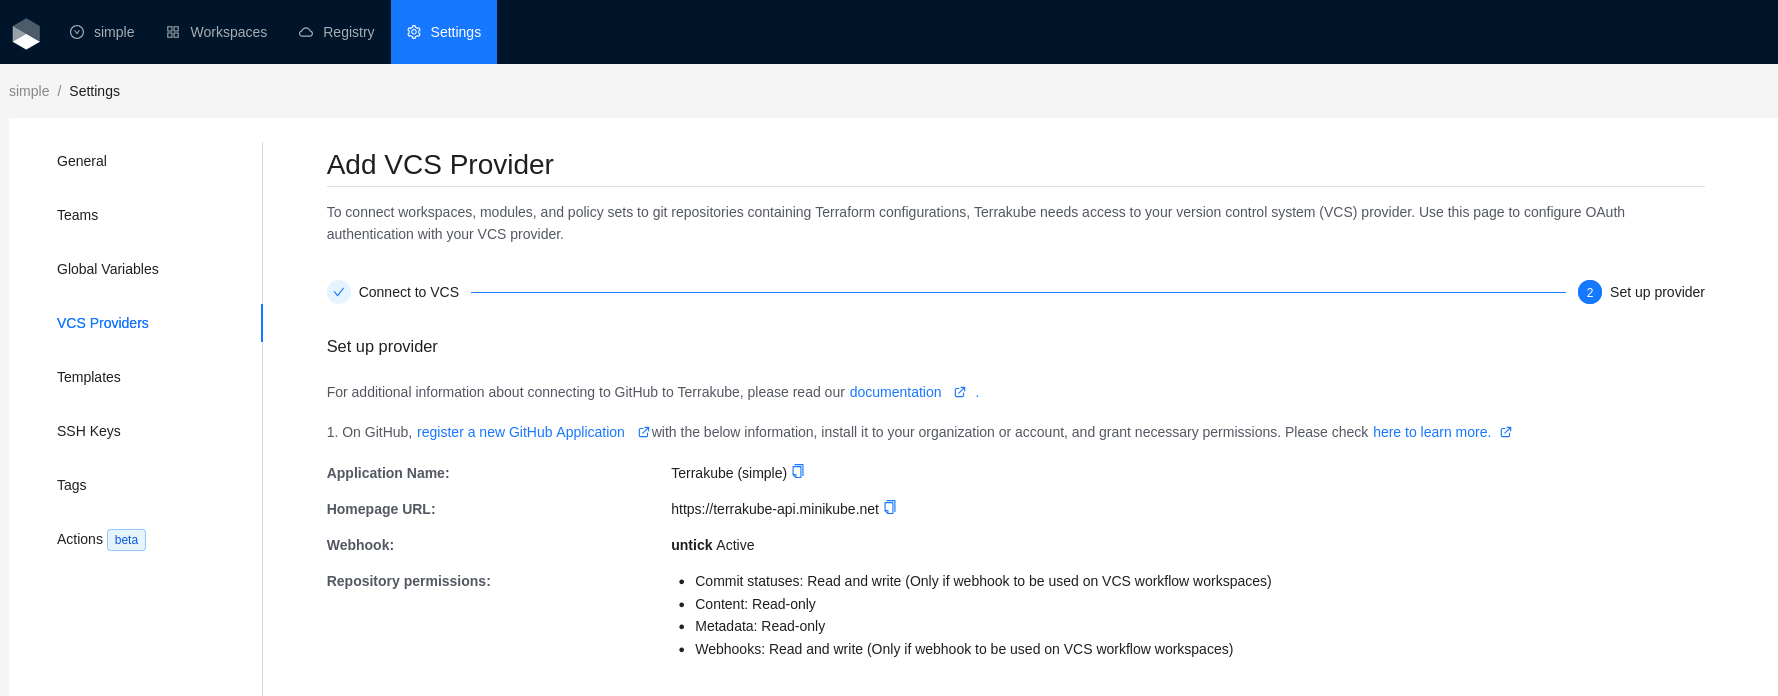 simple Workspaces Registry Settings
simple / Settings
General
Teams
Global Variables
VCS Providers
Templates
SSH Keys
Tags
Actions beta
Add VCS Provider
To connect workspaces, modules, and policy sets to git repositories containing Terraform configurations, Terrakube needs access to your version control system (VCS) provider. Use this page to configure OAuth
authentication with your VCS provider.
Connect to VCS 2 Set up provider
Set up provider
For additional information about connecting to GitHub to Terrakube, please read our documentation .
1. On GitHub, register a new GitHub Application with the below information, install it to your organization or account, and grant necessary permissions. Please check here to learn more.
Application Name: Terrakube (simple)
Homepage URL: https://terrakube-api.minikube.net
Webhook: untick Active
Repository permissions: • Commit statuses: Read and write (Only if webhook to be used on VCS workflow workspaces)
• Content: Read-only
• Metadata: Read-only
• Webhooks: Read and write (Only if webhook to be used on VCS workflow workspaces)